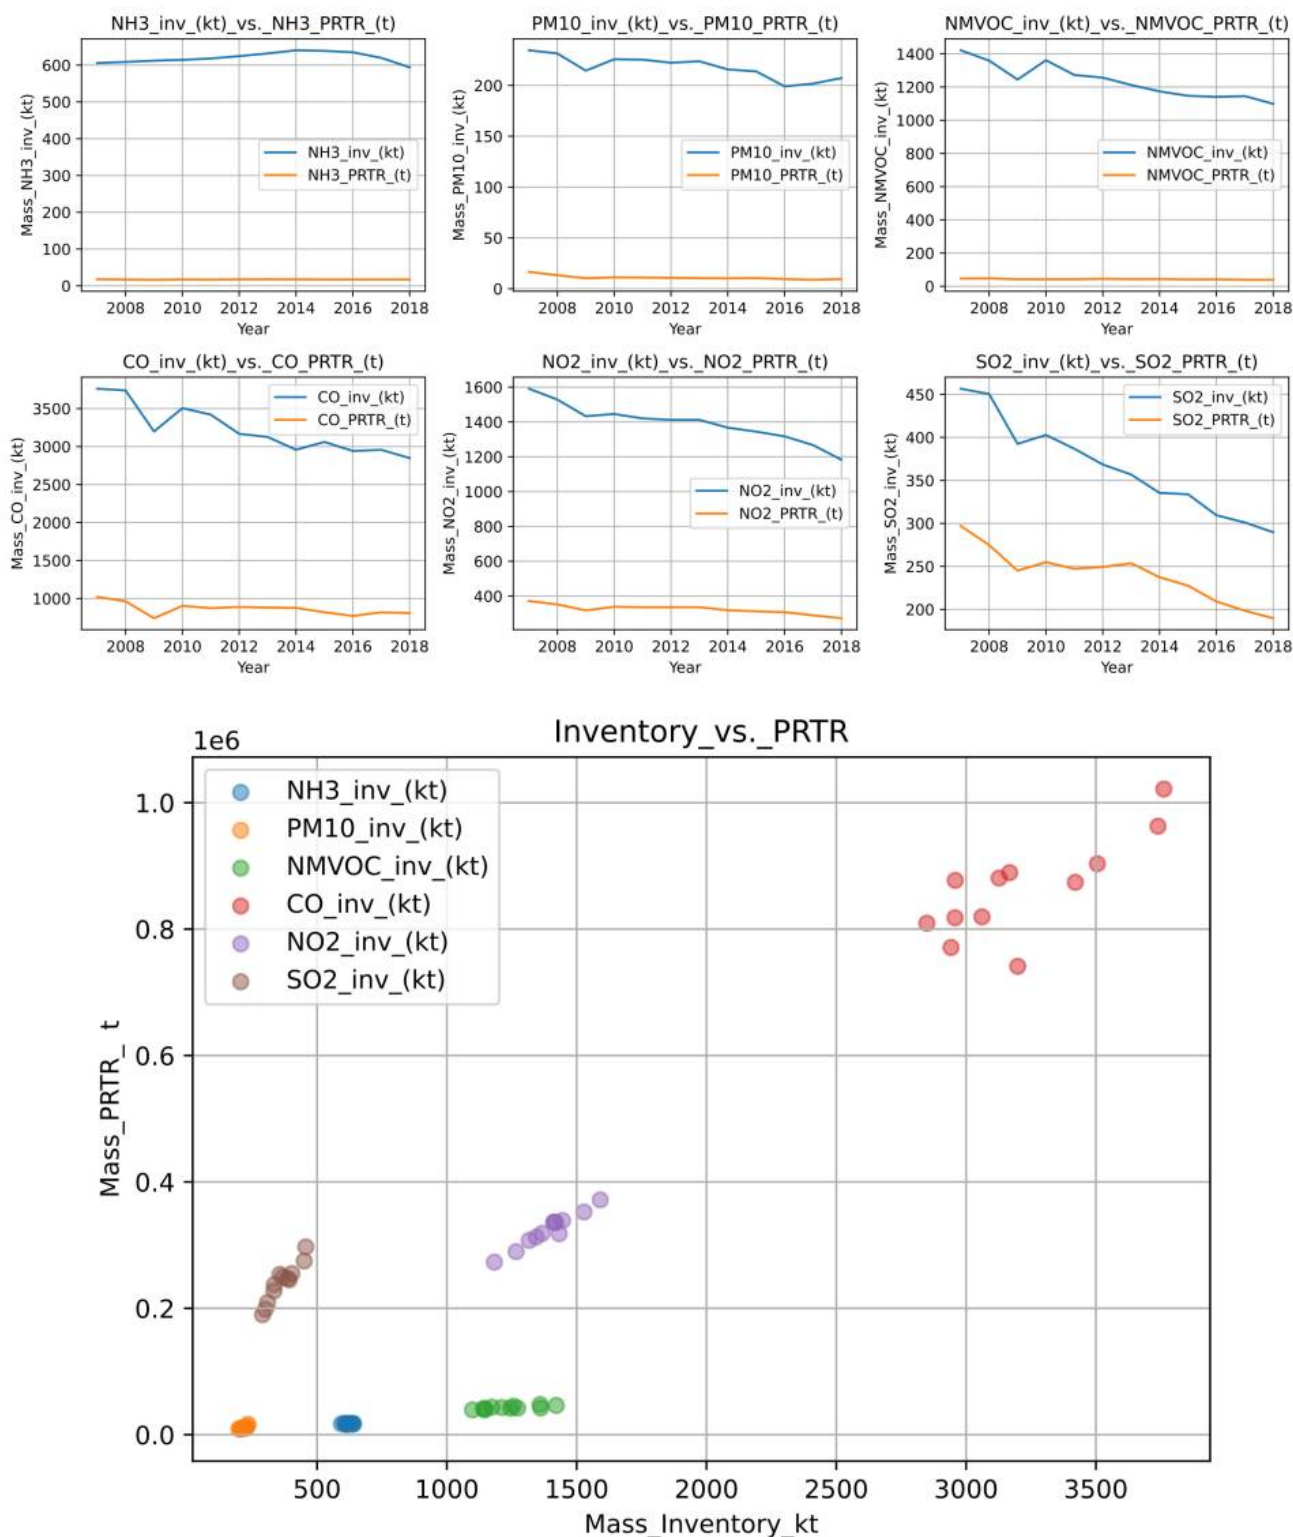 NH3_inv_(kt)_vs._NH3_PRTR_(t)
Mass_NH3_inv_(kt)
600
500
400
300
200
100
0
NH3_inv_(kt)
NH3_PRTR_(t)
2008 2010 2012 2014 2016 2018
Year
PM10_inv_(kt)_vs._PM10_PRTR_(t)
Mass_PM10_inv_(kt)
200
150
100
50
0
PM10_inv_(kt)
PM10_PRTR_(t)
2008 2010 2012 2014 2016 2018
Year
NMVOC_inv_(kt)_vs._NMVOC_PRTR_(t)
Mass_NMVOC_inv_(kt)
1400
1200
1000
800
600
400
200
0
NMVOC_inv_(kt)
NMVOC_PRTR_(t)
2008 2010 2012 2014 2016 2018
Year
CO_inv_(kt)_vs._CO_PRTR_(t)
Mass_CO_inv_(kt)
3500
3000
2500
2000
1500
1000
CO_inv_(kt)
CO_PRTR_(t)
2008 2010 2012 2014 2016 2018
Year
NO2_inv_(kt)_vs._NO2_PRTR_(t)
Mass_NO2_inv_(kt)
1600
1400
1200
1000
800
600
400
NO2_inv_(kt)
NO2_PRTR_(t)
2008 2010 2012 2014 2016 2018
Year
SO2_inv_(kt)_vs._SO2_PRTR_(t)
Mass_SO2_inv_(kt)
450
400
350
300
250
200
SO2_inv_(kt)
SO2_PRTR_(t)
2008 2010 2012 2014 2016 2018
Year
Inventory_vs._PRTR
1e6
Mass_PRTR_ t
1.0
0.8
0.6
0.4
0.2
0.0
NH3_inv_(kt)
PM10_inv_(kt)
NMVOC_inv_(kt)
CO_inv_(kt)
NO2_inv_(kt)
SO2_inv_(kt)
500 1000 1500 2000 2500 3000 3500
Mass_Inventory_kt